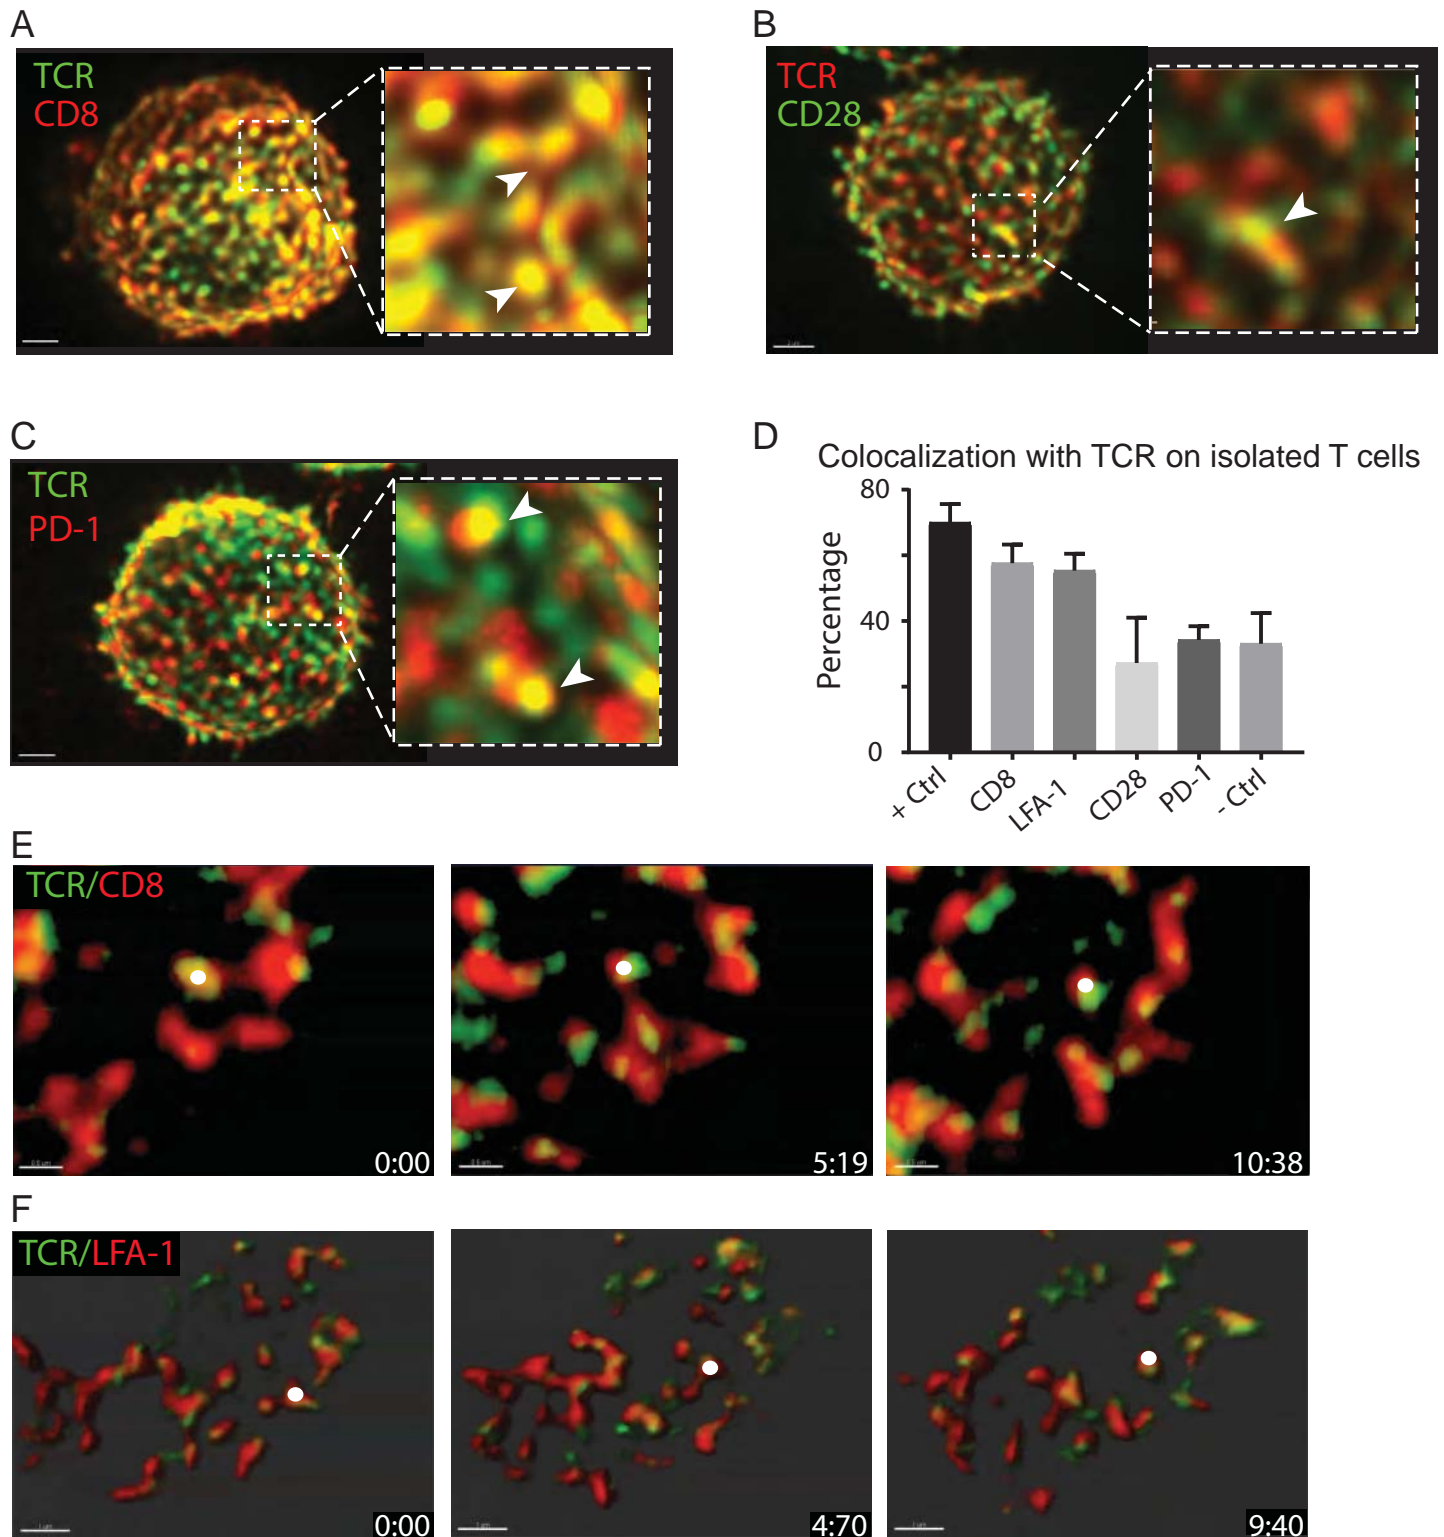 A
TCR
CD8
B
TCR
CD28
C
TCR
PD-1
D
Colocalization with TCR on isolated T cells
80
40
0
Percentage
+ Ctrl
CD8
LFA-1
CD28
PD-1
- Ctrl
E
TCR/CD8
0:00
5:19
10:38
F
TCR/LFA-1
0:00
4:70
9:40